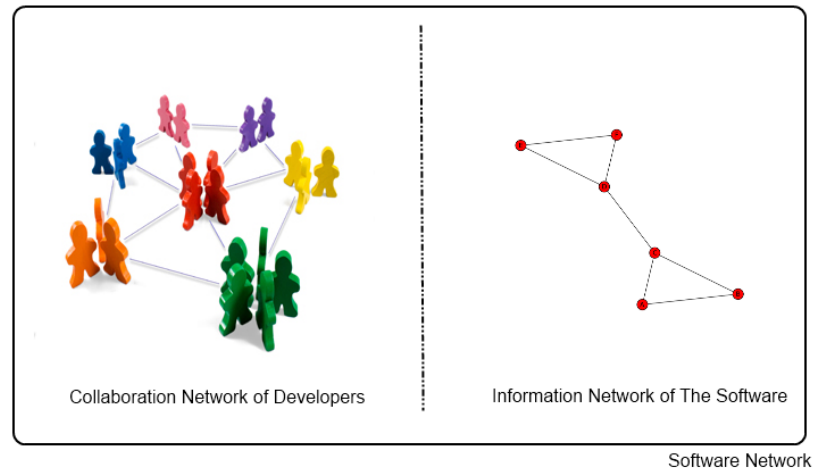 Collaboration Network of Developers
Information Network of The Software
Software Network